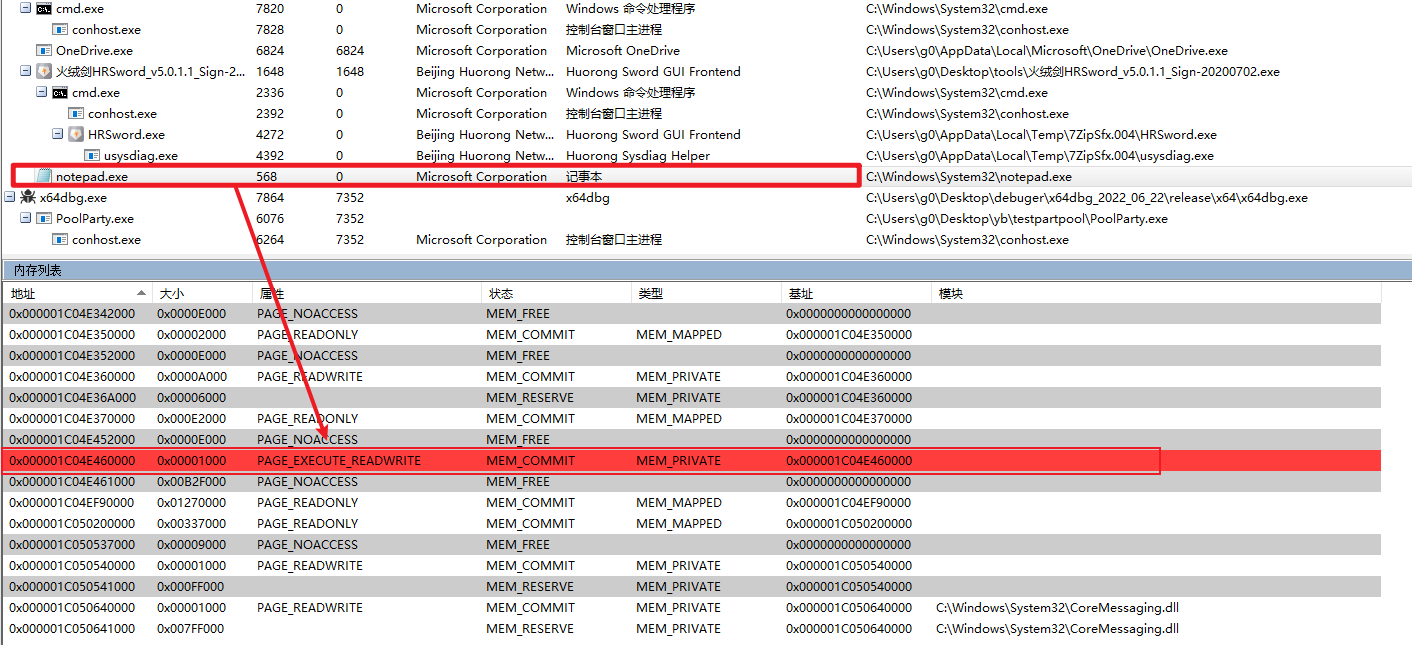 cmd.exe 7820 0 Microsoft Corporation Windows 命令处理程序 C:\Windows\System32\cmd.exe
conhost.exe 7828 0 Microsoft Corporation 控制台窗口主进程 C:\Windows\System32\conhost.exe
OneDrive.exe 6824 6824 Microsoft Corporation Microsoft OneDrive C:\Users\g0\AppData\Local\Microsoft\OneDrive\OneDrive.exe
火绒剑HRSword_v5.0.1.1_Sign-2... 1648 1648 Beijing Huorong Netw... Huorong Sword GUI Frontend C:\Users\g0\Desktop\tools\火绒剑HRSword_v5.0.1.1_Sign-20200702.exe
cmd.exe 2336 0 Microsoft Corporation Windows 命令处理程序 C:\Windows\System32\cmd.exe
conhost.exe 2392 0 Microsoft Corporation 控制台窗口主进程 C:\Windows\System32\conhost.exe
HRSword.exe 4272 0 Beijing Huorong Netw... Huorong Sword GUI Frontend C:\Users\g0\AppData\Local\Temp\7ZipSfx.004\HRSword.exe
usysdiag.exe 4392 0 Beijing Huorong Netw... Huorong Sysdiag Helper C:\Users\g0\AppData\Local\Temp\7ZipSfx.004\usysdiag.exe
notepad.exe 568 0 Microsoft Corporation 记事本 C:\Windows\System32\notepad.exe
x64dbg.exe 7864 7352 x64dbg C:\Users\g0\Desktop\debuger\x64dbg_2022_06_22\release\x64\x64dbg.exe
PoolParty.exe 6076 7352 C:\Users\g0\Desktop\yb\testpartpool\PoolParty.exe
conhost.exe 6264 7352 Microsoft Corporation 控制台窗口主进程 C:\Windows\System32\conhost.exe
内存列表
地址 大小 属性 状态 类型 基址 模块
0x000001C04E342000 0x0000E000 PAGE_NOACCESS MEM_FREE 0x0000000000000000
0x000001C04E350000 0x00002000 PAGE_READONLY MEM_COMMIT MEM_MAPPED 0x000001C04E350000
0x000001C04E352000 0x0000E000 PAGE_NOACCESS MEM_FREE 0x0000000000000000
0x000001C04E360000 0x0000A000 PAGE_READWRITE MEM_COMMIT MEM_PRIVATE 0x000001C04E360000
0x000001C04E36A000 0x00006000 MEM_RESERVE MEM_PRIVATE 0x000001C04E360000
0x000001C04E370000 0x000E2000 PAGE_READONLY MEM_COMMIT MEM_MAPPED 0x000001C04E370000
0x000001C04E452000 0x0000E000 PAGE_NOACCESS MEM_FREE 0x0000000000000000
0x000001C04E460000 0x00001000 PAGE_EXECUTE_READWRITE MEM_COMMIT MEM_PRIVATE 0x000001C04E460000
0x000001C04E461000 0x00B2F000 PAGE_NOACCESS MEM_FREE 0x0000000000000000
0x000001C04EF90000 0x01270000 PAGE_READONLY MEM_COMMIT MEM_MAPPED 0x000001C04EF90000
0x000001C050200000 0x00337000 PAGE_READONLY MEM_COMMIT MEM_MAPPED 0x000001C050200000
0x000001C050537000 0x00009000 PAGE_NOACCESS MEM_FREE 0x0000000000000000
0x000001C050540000 0x00001000 PAGE_READWRITE MEM_COMMIT MEM_PRIVATE 0x000001C050540000
0x000001C050541000 0x000FF000 MEM_RESERVE MEM_PRIVATE 0x000001C050540000
0x000001C050640000 0x00001000 PAGE_READWRITE MEM_COMMIT MEM_PRIVATE 0x000001C050640000 C:\Windows\System32\CoreMessaging.dll
0x000001C050641000 0x007FF000 MEM_RESERVE MEM_PRIVATE 0x000001C050640000 C:\Windows\System32\CoreMessaging.dll